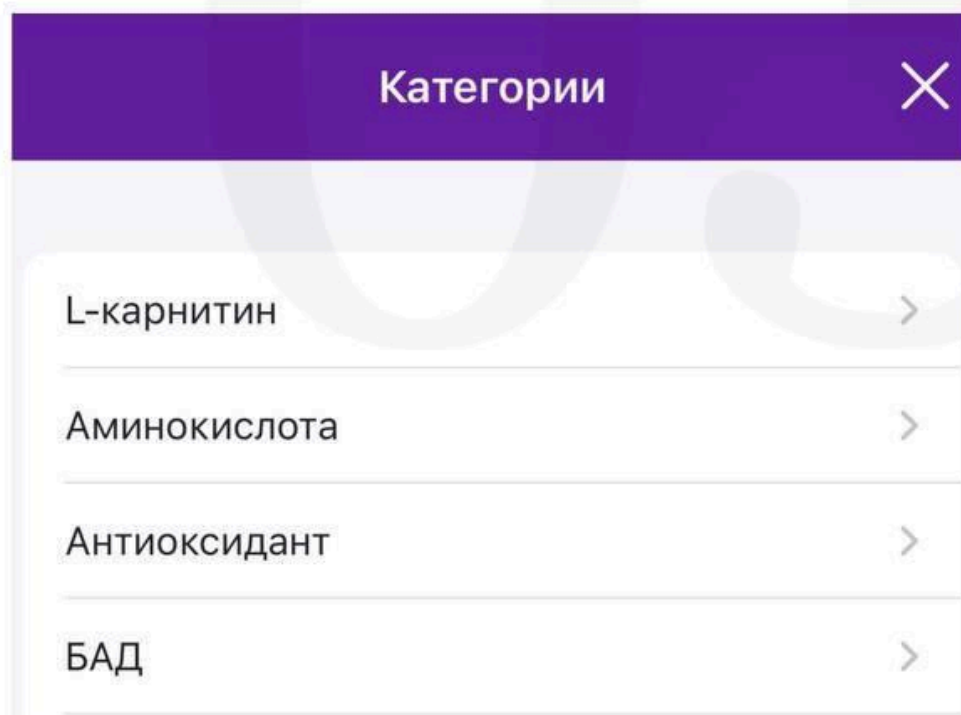 Категории
L-карнитин
Аминокислота
Антиоксидант
БАД